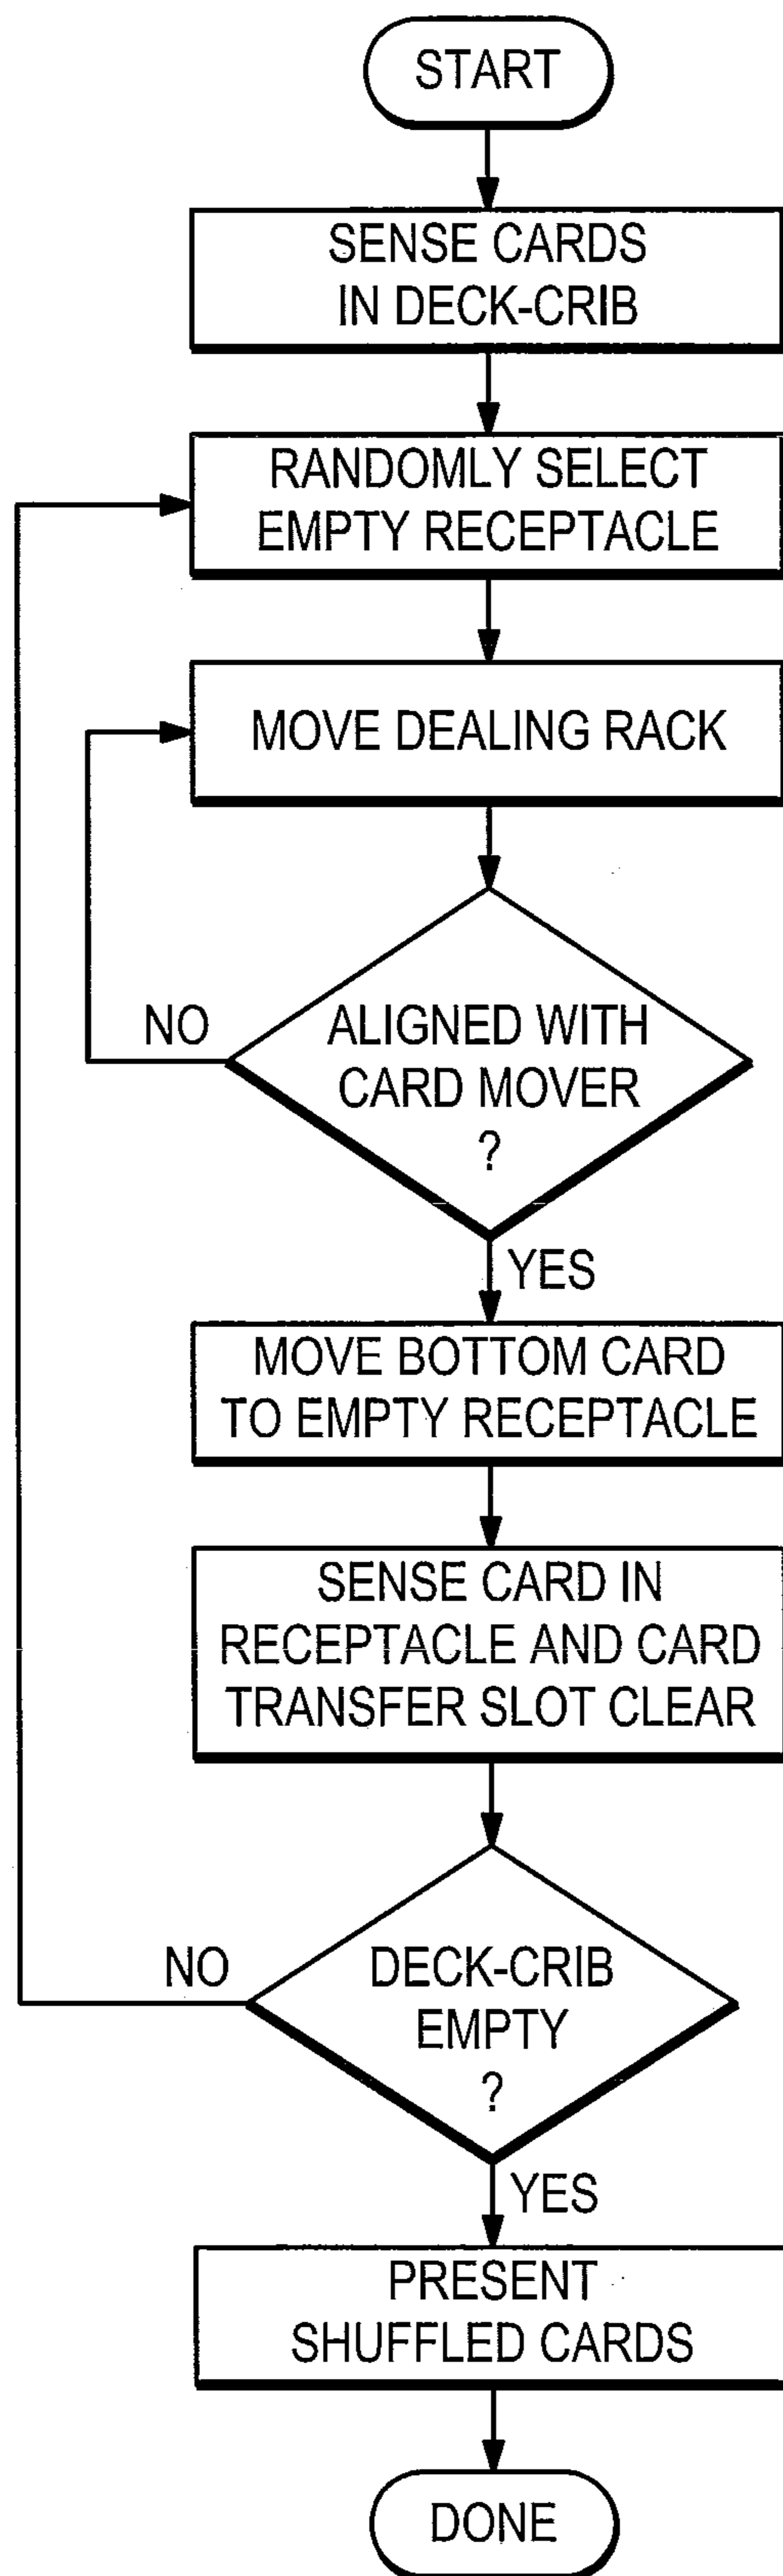 START
SENSE CARDS
IN DECK-CRIB
RANDOMLY SELECT
EMPTY RECEPTACLE
MOVE DEALING RACK
NO
ALIGNED WITH
CARD MOVER
?
YES
MOVE BOTTOM CARD
TO EMPTY RECEPTACLE
SENSE CARD IN
RECEPTACLE AND CARD
TRANSFER SLOT CLEAR
NO
DECK-CRIB
EMPTY
?
YES
PRESENT
SHUFFLED CARDS
DONE